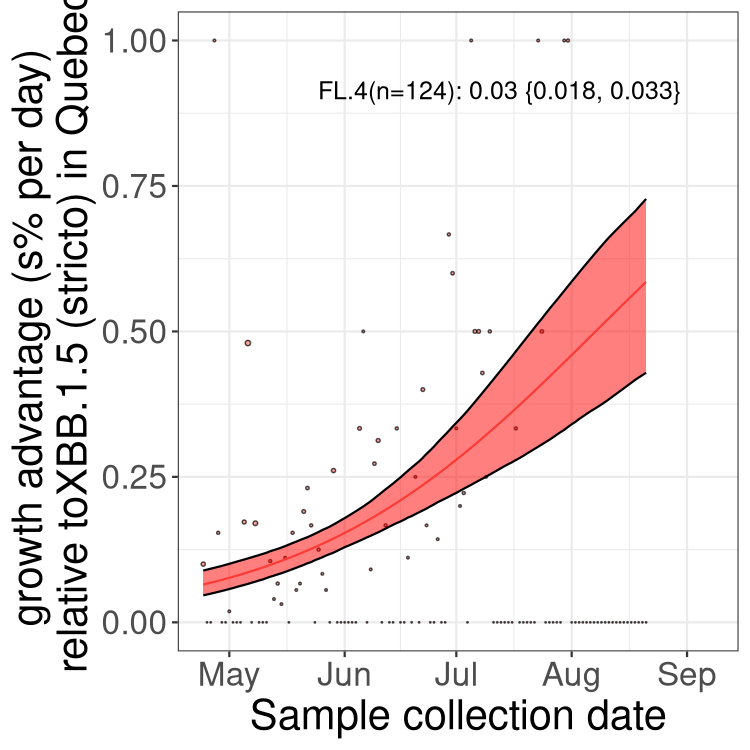 growth advantage (s% per day)
relative toXBB.1.5 (stricto) in Quebec
1.00
FL.4(n=124): 0.03 {0.018, 0.033}
0.75
0.50
0.25
0.00
May Jun Jul Aug Sep
Sample collection date